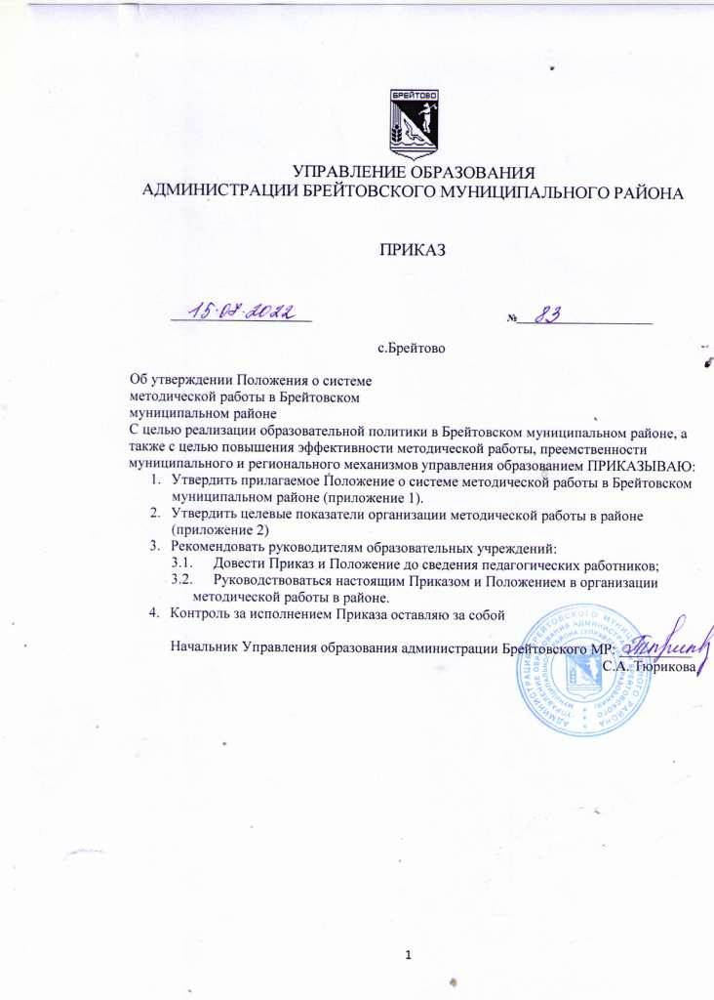 БРЕЙТОВО
УПРАВЛЕНИЕ ОБРАЗОВАНИЯ
АДМИНИСТРАЦИИ БРЕЙТОВСКОГО МУНИЦИПАЛЬНОГО РАЙОНА
ПРИКАЗ
15.07.2022 № 83
с.Брейтово
Об утверждении Положения о системе
методической работы в Брейтовском
муниципальном районе
С целью реализации образовательной политики в Брейтовском муниципальном районе, а
также с целью повышения эффективности методической работы, преемственности
муниципального и регионального механизмов управления образованием ПРИКАЗЫВАЮ:
1. Утвердить прилагаемое Положение о системе методической работы в Брейтовском
муниципальном районе (приложение 1).
2. Утвердить целевые показатели организации методической работы в районе
(приложение 2)
3. Рекомендовать руководителям образовательных учреждений:
3.1. Довести Приказ и Положение до сведения педагогических работников;
3.2. Руководствоваться настоящим Приказом и Положением в организации
методической работы в районе.
4. Контроль за исполнением Приказа оставляю за собой
Начальник Управления образования администрации Брейтовского МР:
С.А. Тюрикова
1